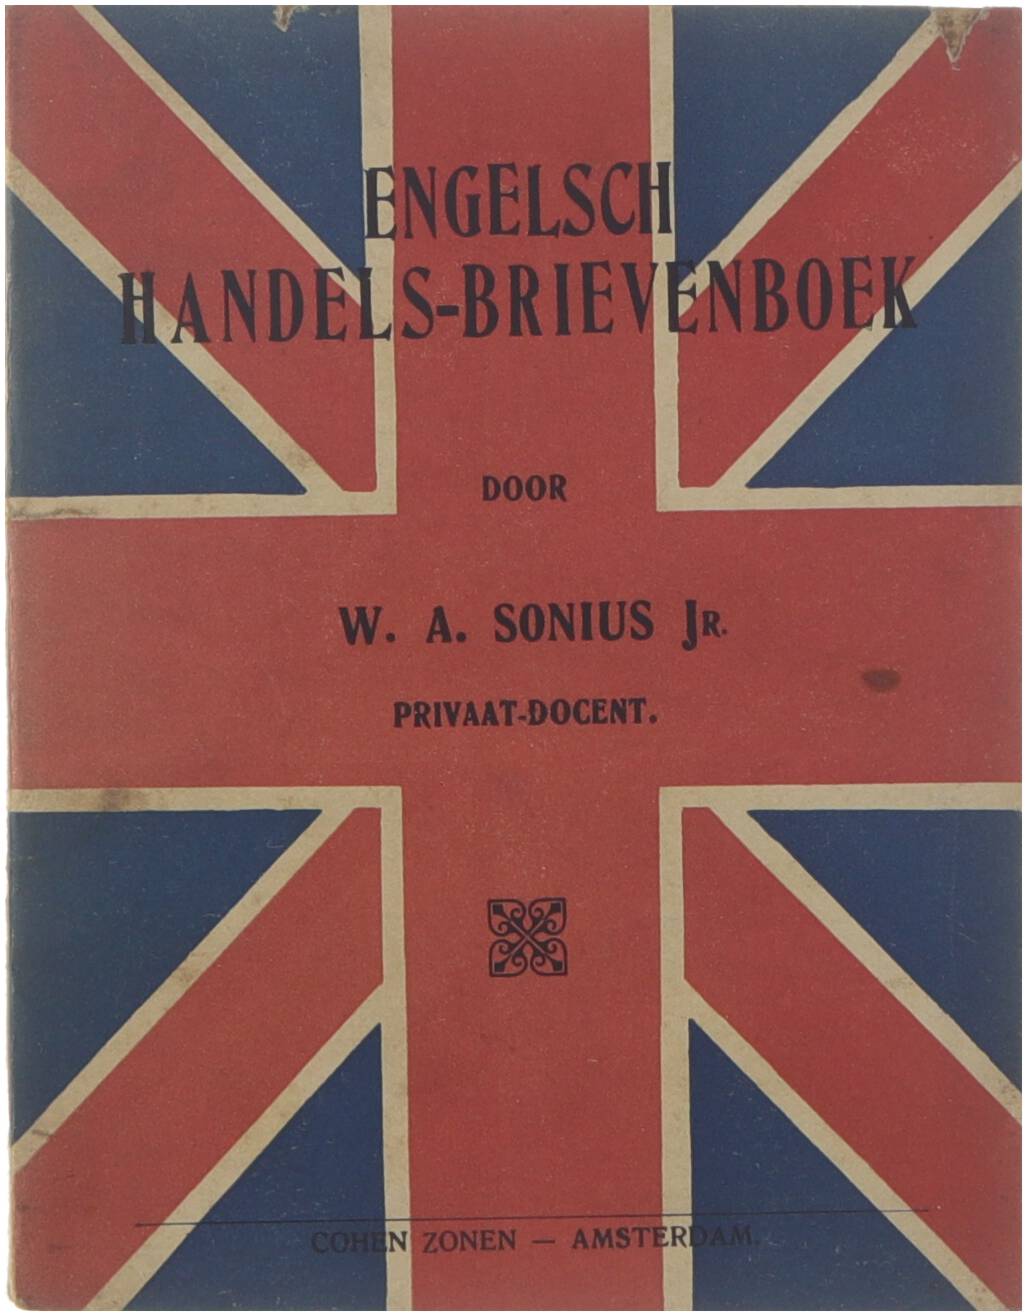 ENGELSCH
HANDELS-BRIEVENBOEK
DOOR
W. A. SONIUS JR.
PRIVAAT-DOCENT.
COHEN ZONEN — AMSTERDAM.